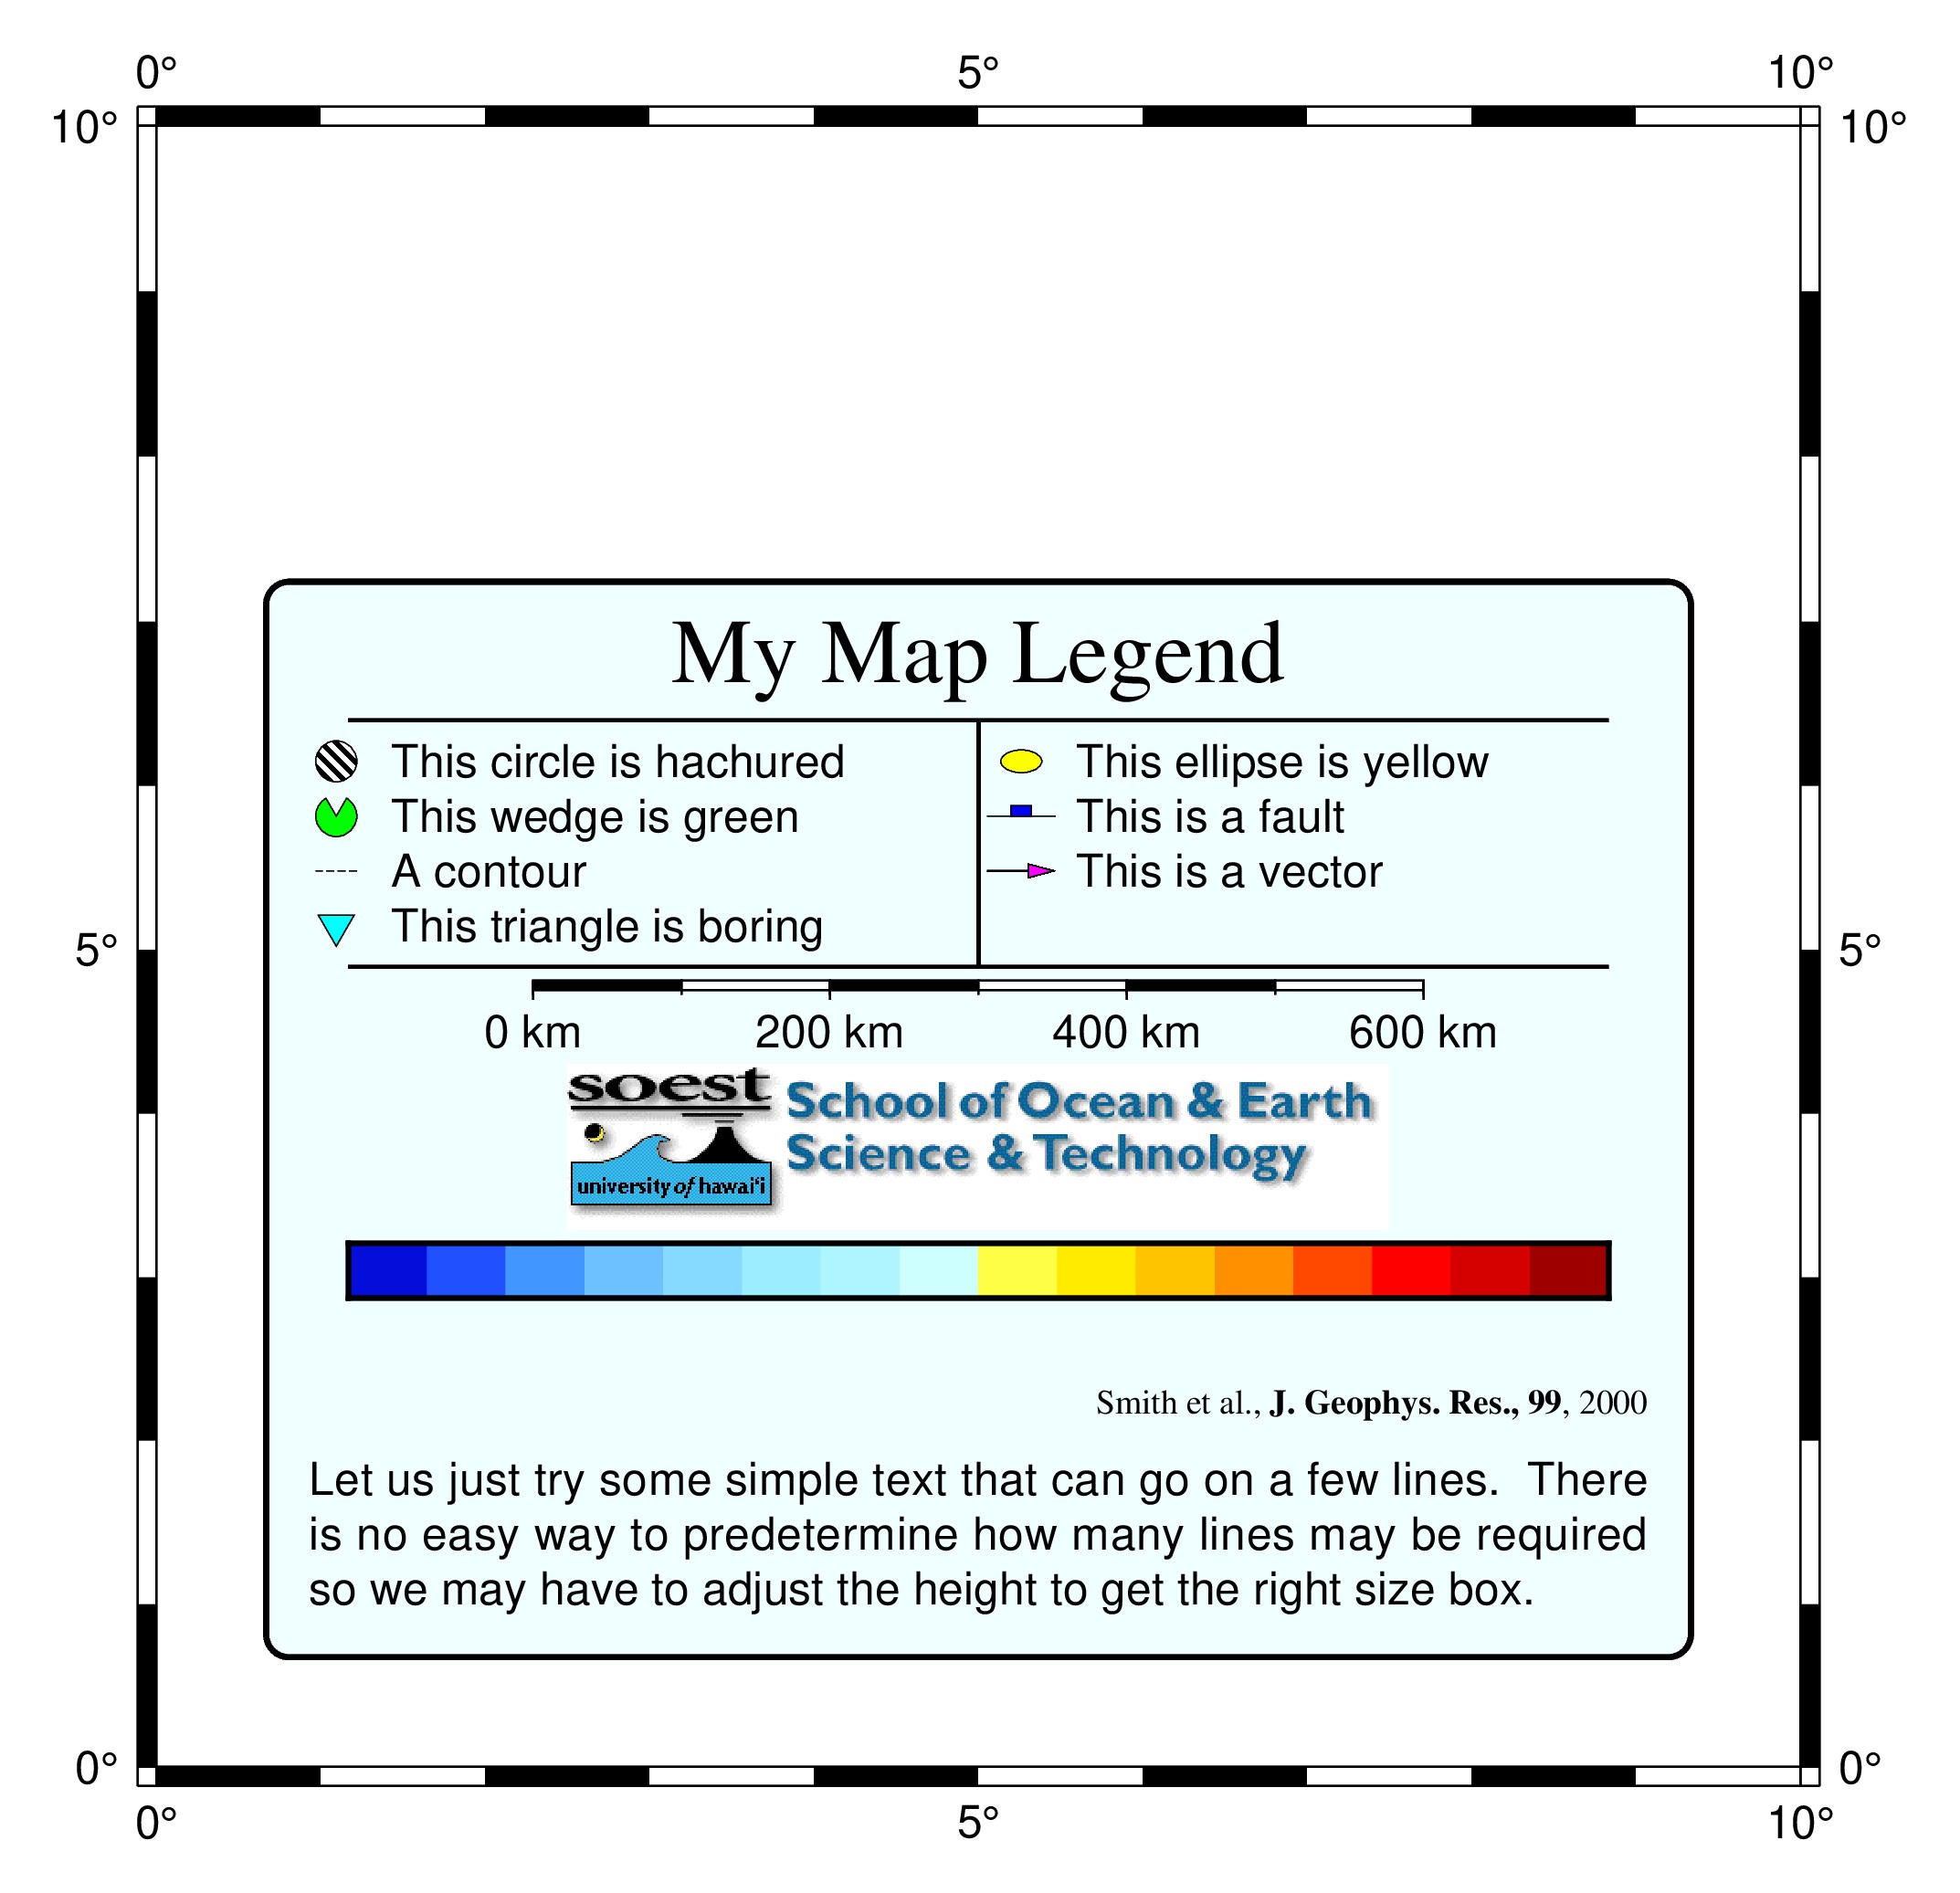 0° 5° 10°
10° 10°
My Map Legend
This circle is hachured
This wedge is green
A contour
This triangle is boring
This ellipse is yellow
This is a fault
This is a vector
5° 5°
0 km 200 km 400 km 600 km
soest
university of hawai'i
School of Ocean & Earth
Science & Technology
Smith et al., J. Geophys. Res., 99, 2000
Let us just try some simple text that can go on a few lines.  There
is no easy way to predetermine how many lines may be required
so we may have to adjust the height to get the right size box.
0° 0°
0° 5° 10°